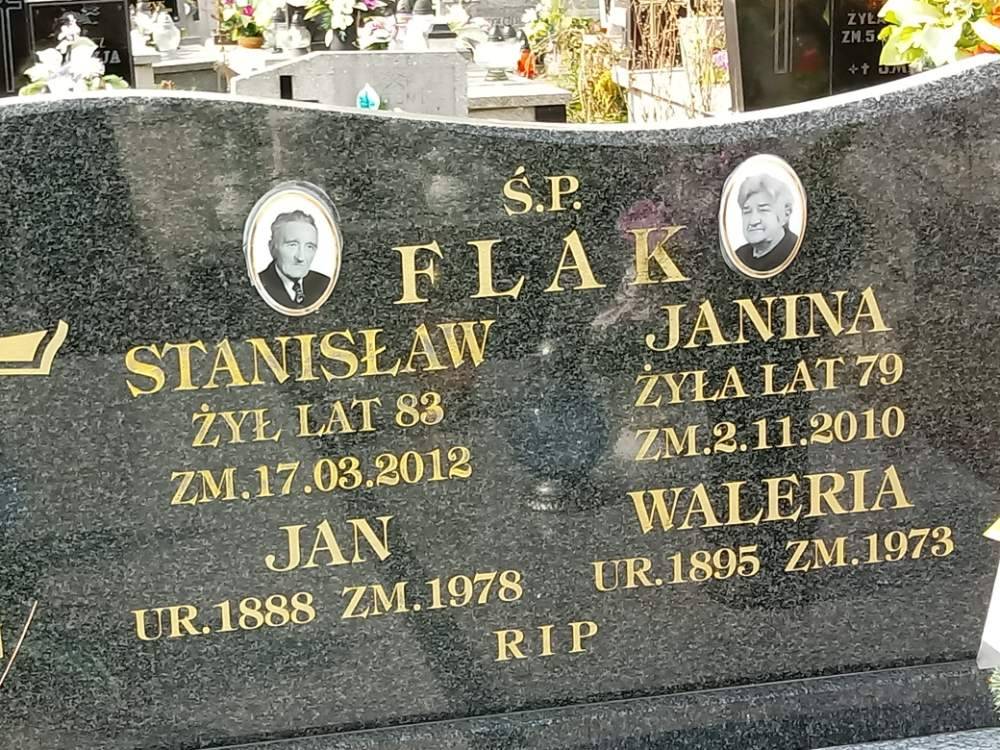 Ś.P.
FLAK
STANISŁAW
ŻYŁ LAT 83
ZM.17.03.2012
JANINA
ŻYŁA LAT 79
ZM.2.11.2010
JAN
UR.1888 ZM.1978
WALERIA
UR.1895 ZM.1973
RIP